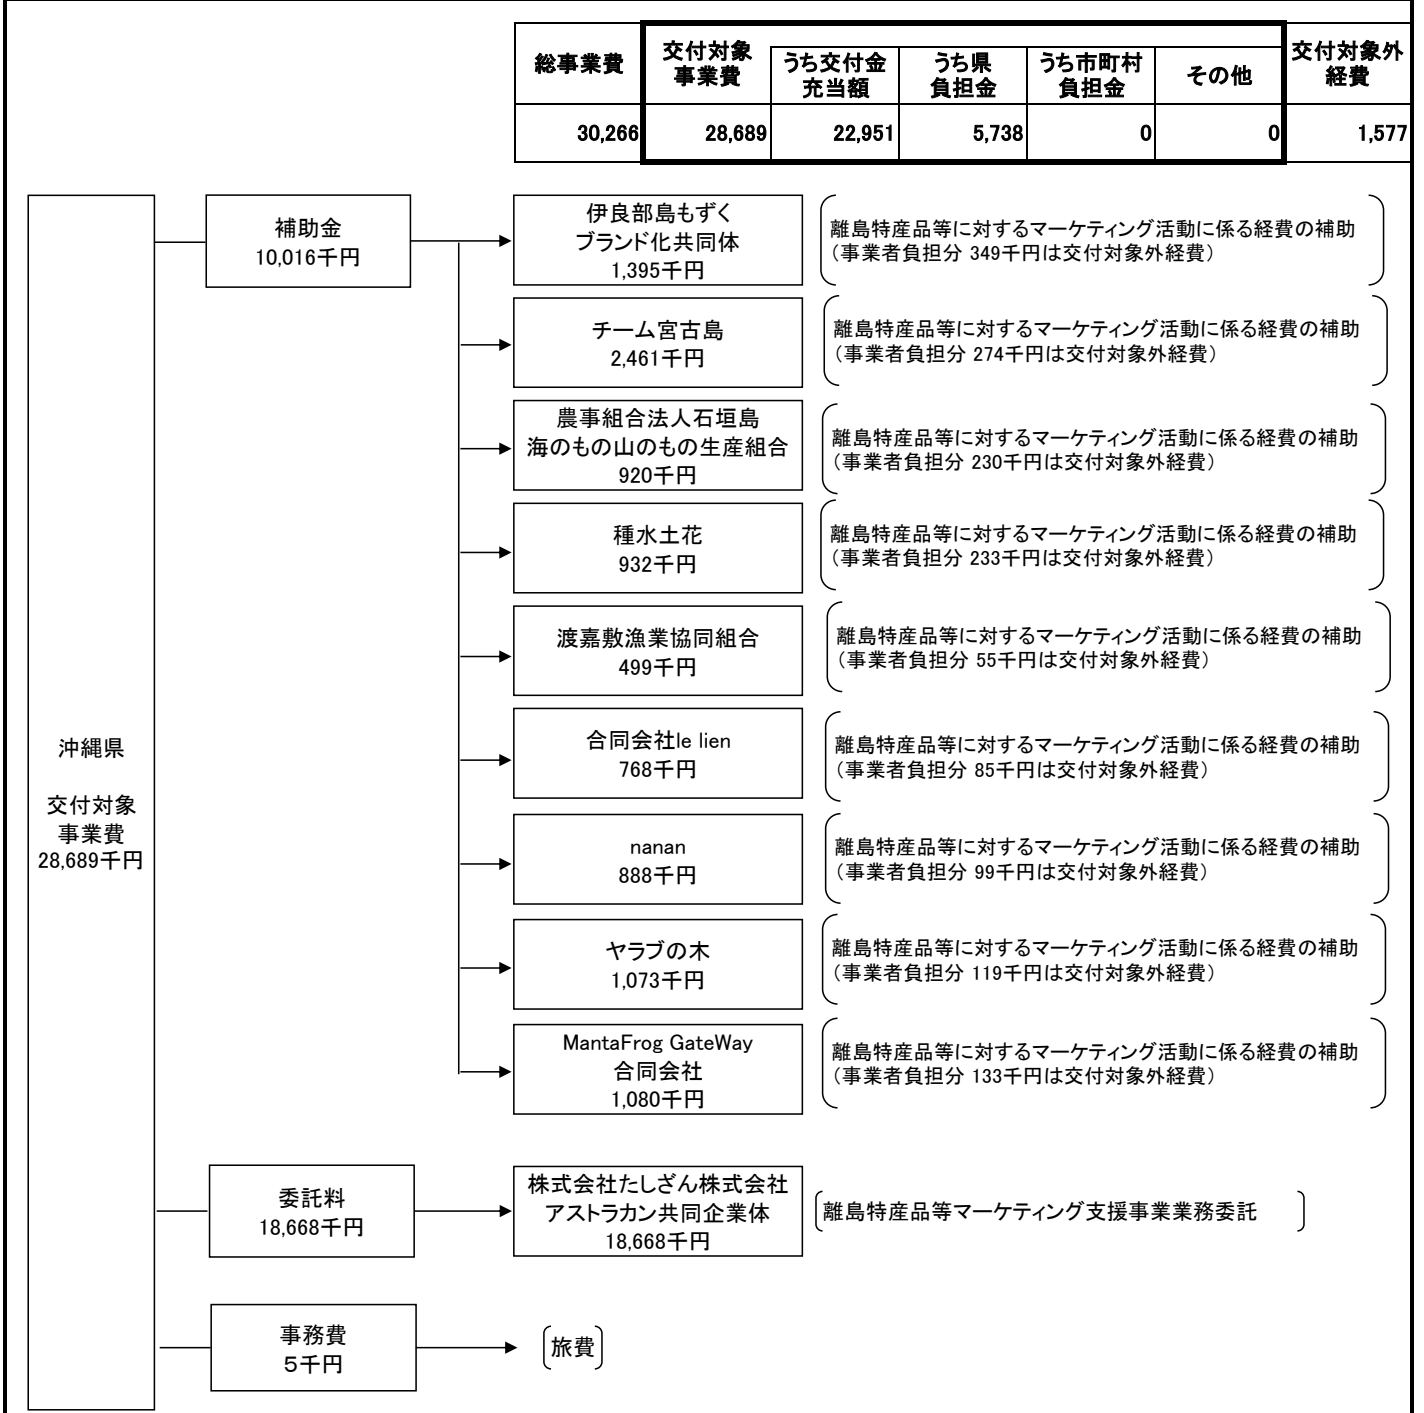 総事業費
交付対象
事業費
うち交付金
充当額
うち県
負担金
うち市町村
負担金
その他
交付対象外
経費
30,266
28,689
22,951
5,738
0
0
1,577
沖縄県
交付対象
事業費
28,689千円
補助金
10,016千円
伊良部島もずく
ブランド化共同体
1,395千円
離島特産品等に対するマーケティング活動に係る経費の補助
（事業者負担分 349千円は交付対象外経費）
チーム宮古島
2,461千円
離島特産品等に対するマーケティング活動に係る経費の補助
（事業者負担分 274千円は交付対象外経費）
農事組合法人石垣島
海のもの山のもの生産組合
920千円
離島特産品等に対するマーケティング活動に係る経費の補助
（事業者負担分 230千円は交付対象外経費）
種水土花
932千円
離島特産品等に対するマーケティング活動に係る経費の補助
（事業者負担分 233千円は交付対象外経費）
渡嘉敷漁業協同組合
499千円
離島特産品等に対するマーケティング活動に係る経費の補助
（事業者負担分 55千円は交付対象外経費）
合同会社le lien
768千円
離島特産品等に対するマーケティング活動に係る経費の補助
（事業者負担分 85千円は交付対象外経費）
nanan
888千円
離島特産品等に対するマーケティング活動に係る経費の補助
（事業者負担分 99千円は交付対象外経費）
ヤラブの木
1,073千円
離島特産品等に対するマーケティング活動に係る経費の補助
（事業者負担分 119千円は交付対象外経費）
MantaFrog GateWay
合同会社
1,080千円
離島特産品等に対するマーケティング活動に係る経費の補助
（事業者負担分 133千円は交付対象外経費）
委託料
18,668千円
株式会社たしざん株式会社
アストラカン共同企業体
18,668千円
離島特産品等マーケティング支援事業業務委託
事務費
５千円
旅費